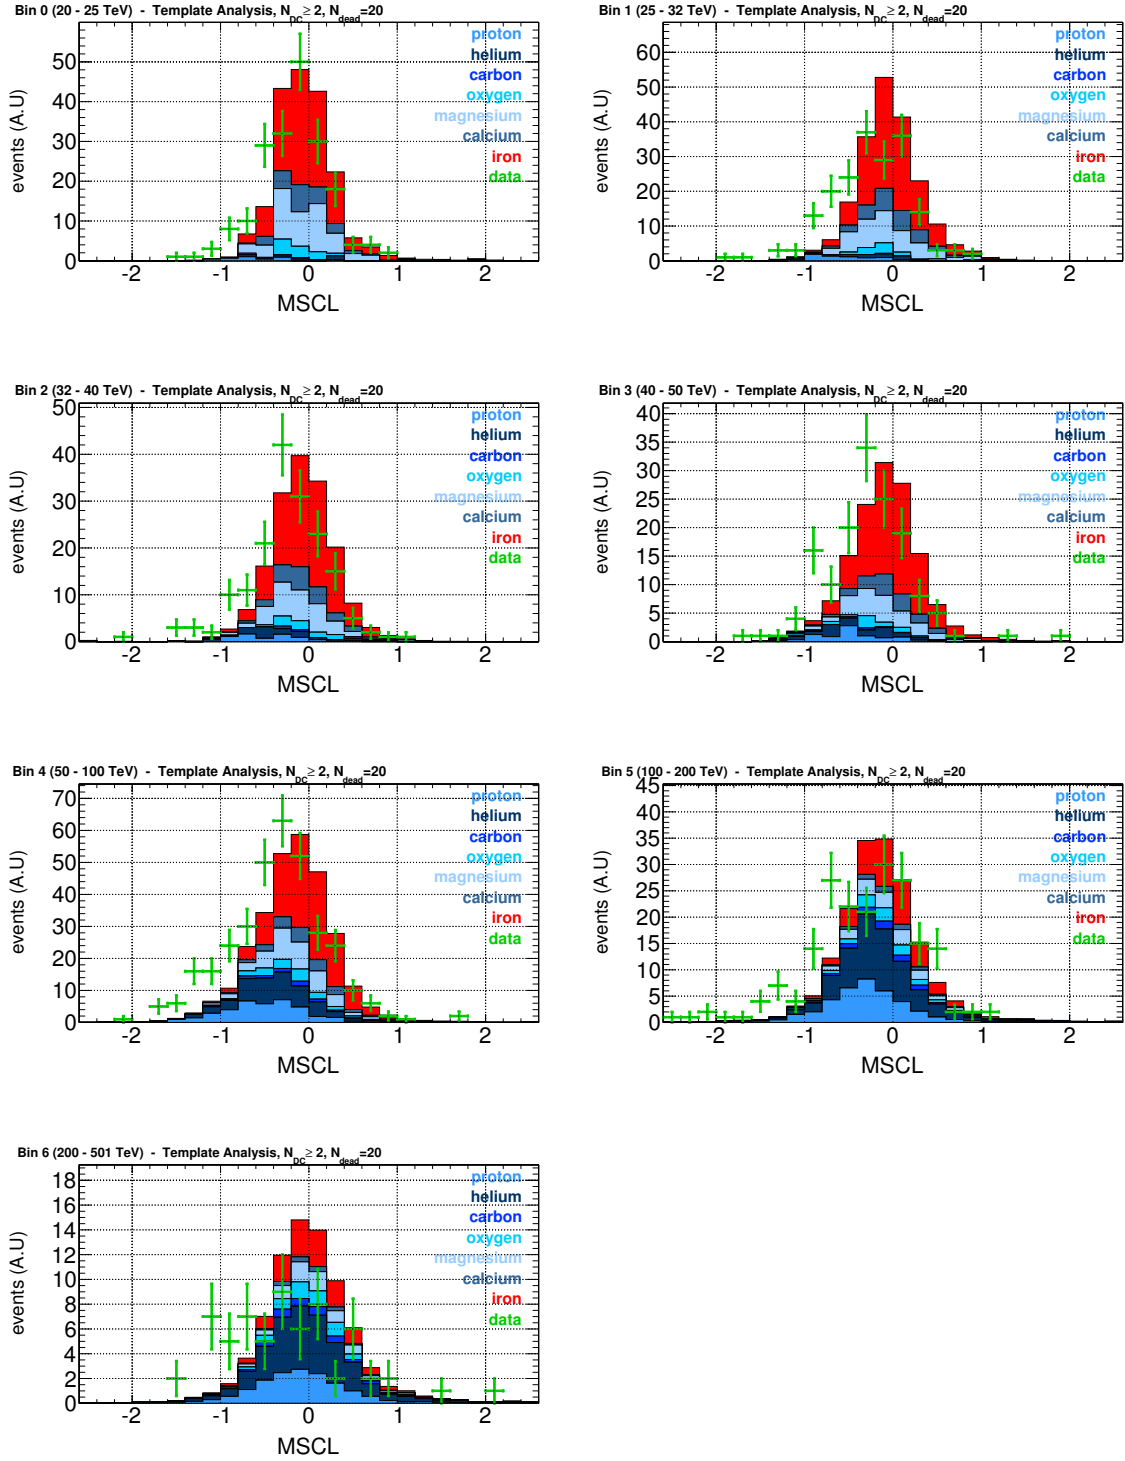 Bin 0 (20 - 25 TeV)  -  Template Analysis, N_DC ≥ 2, N_dead=20
events (A.U)
50
40
30
20
10
0
-2
-1
0
1
2
MSCL
proton
helium
carbon
oxygen
magnesium
calcium
iron
data
Bin 1 (25 - 32 TeV)  -  Template Analysis, N_DC ≥ 2, N_dead=20
events (A.U)
60
50
40
30
20
10
0
-2
-1
0
1
2
MSCL
proton
helium
carbon
oxygen
magnesium
calcium
iron
data
Bin 2 (32 - 40 TeV)  -  Template Analysis, N_DC ≥ 2, N_dead=20
events (A.U)
50
40
30
20
10
0
-2
-1
0
1
2
MSCL
proton
helium
carbon
oxygen
magnesium
calcium
iron
data
Bin 3 (40 - 50 TeV)  -  Template Analysis, N_DC ≥ 2, N_dead=20
events (A.U)
40
35
30
25
20
15
10
5
0
-2
-1
0
1
2
MSCL
proton
helium
carbon
oxygen
magnesium
calcium
iron
data
Bin 4 (50 - 100 TeV)  -  Template Analysis, N_DC ≥ 2, N_dead=20
events (A.U)
70
60
50
40
30
20
10
0
-2
-1
0
1
2
MSCL
proton
helium
carbon
oxygen
magnesium
calcium
iron
data
Bin 5 (100 - 200 TeV)  -  Template Analysis, N_DC ≥ 2, N_dead=20
events (A.U)
45
40
35
30
25
20
15
10
5
0
-2
-1
0
1
2
MSCL
proton
helium
carbon
oxygen
magnesium
calcium
iron
data
Bin 6 (200 - 501 TeV)  -  Template Analysis, N_DC ≥ 2, N_dead=20
events (A.U)
18
16
14
12
10
8
6
4
2
0
-2
-1
0
1
2
MSCL
proton
helium
carbon
oxygen
magnesium
calcium
iron
data